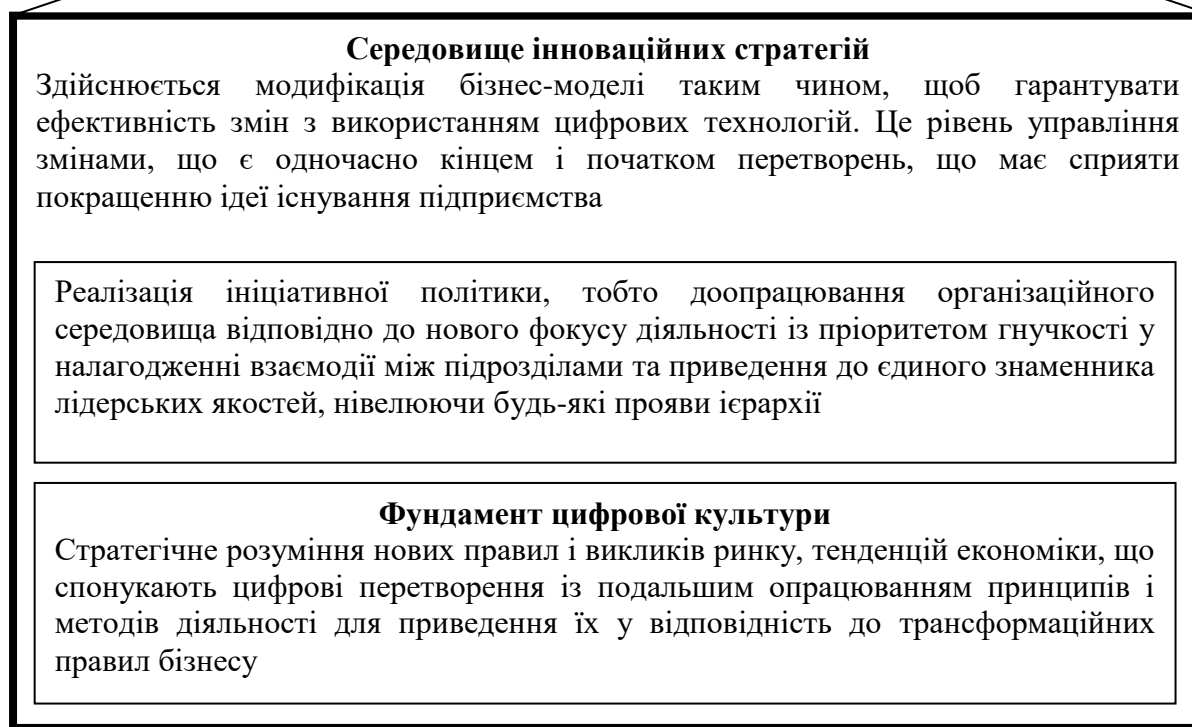 Середовище інноваційних стратегій
Здійснюється модифікація бізнес-моделі таким чином, щоб гарантувати
ефективність змін з використанням цифрових технологій. Це рівень управління
змінами, що є одночасно кінцем і початком перетворень, що має сприяти
покращенню ідеї існування підприємства
Реалізація ініціативної політики, тобто доопрацювання організаційного
середовища відповідно до нового фокусу діяльності із пріоритетом гнучкості у
налагодженні взаємодії між підрозділами та приведення до єдиного знаменника
лідерських якостей, нівелюючи будь-які прояви ієрархії
Фундамент цифрової культури
Стратегічне розуміння нових правил і викликів ринку, тенденцій економіки, що
спонукають цифрові перетворення із подальшим опрацюванням принципів і
методів діяльності для приведення їх у відповідність до трансформаційних
правил бізнесу